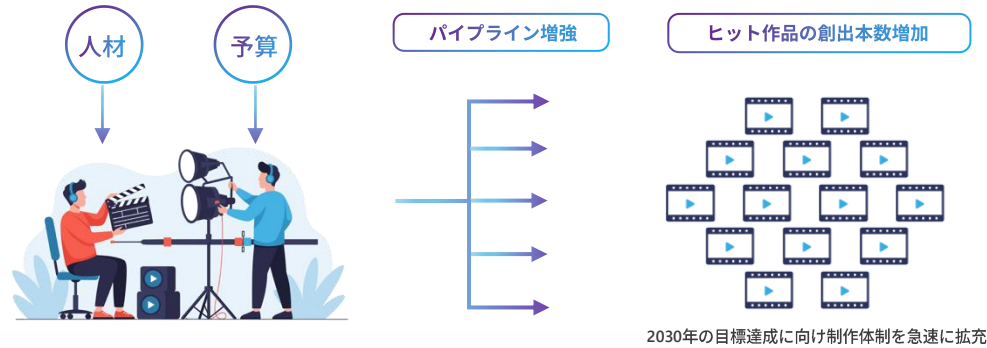 人材
予算
パイプライン増強
ヒット作品の創出本数増加
2030年の目標達成に向け制作体制を急速に拡充